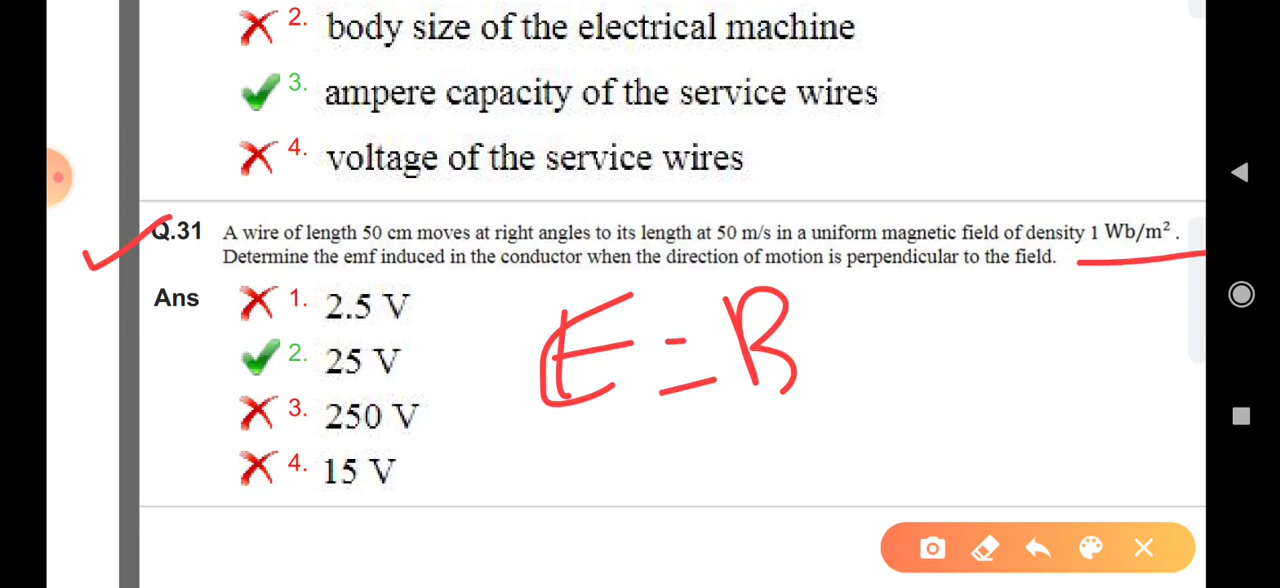 2. body size of the electrical machine
3. ampere capacity of the service wires
4. voltage of the service wires
Q.31 A wire of length 50 cm moves at right angles to its length at 50 m/s in a uniform magnetic field of density 1 Wb/m².
Determine the emf induced in the conductor when the direction of motion is perpendicular to the field.
Ans 1. 2.5 V
2. 25 V
3. 250 V
4. 15 V
E = B